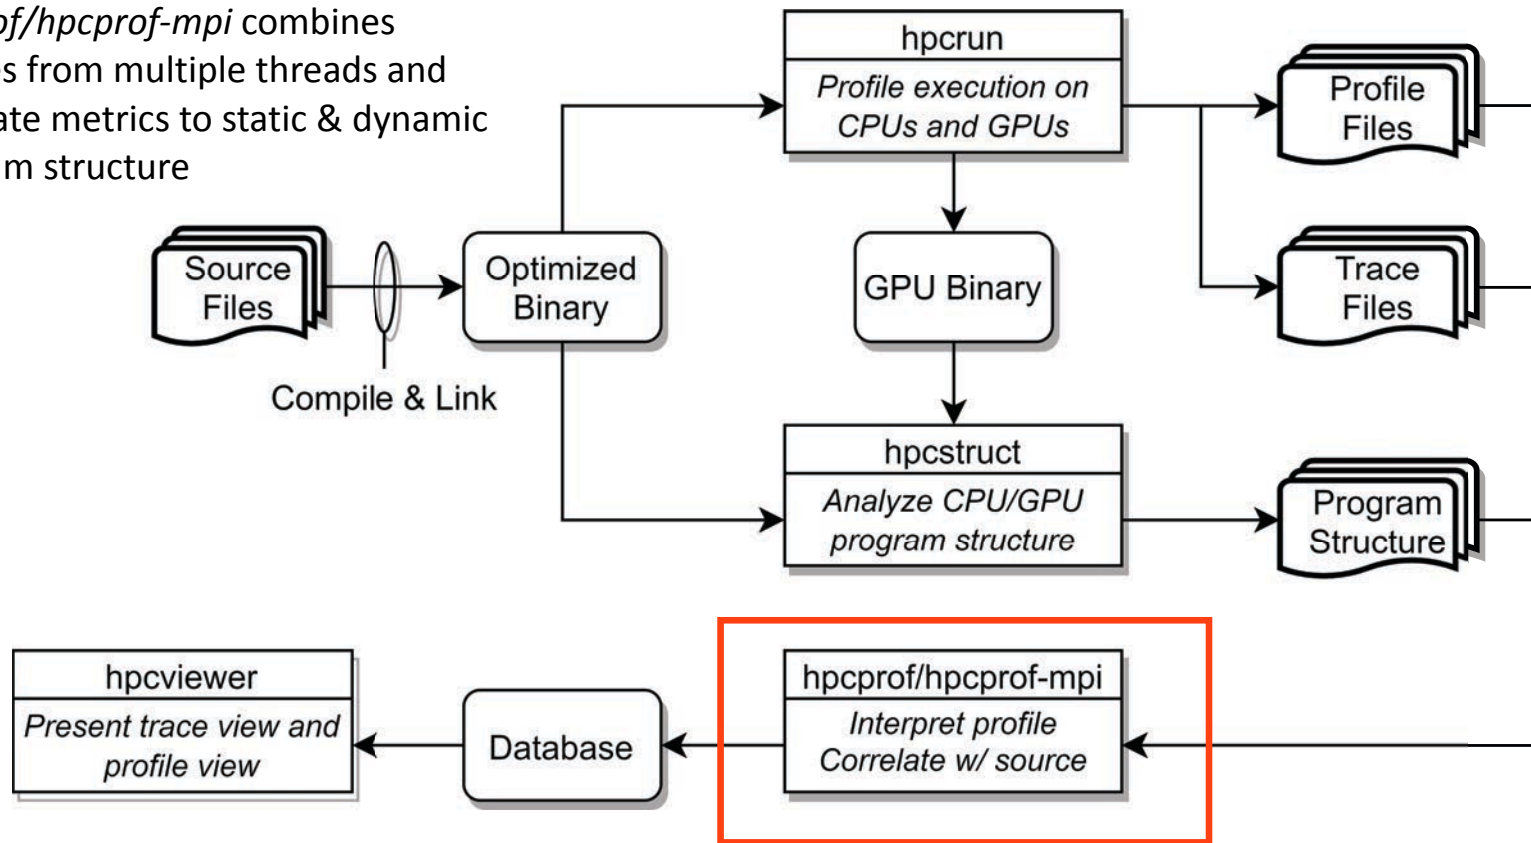 of/hpcprof-mpi combines
es from multiple threads and
ate metrics to static & dynamic
m structure
hpcrun
Profile execution on
CPUs and GPUs
Profile
Files
Source
Files
Optimized
Binary
GPU Binary
Trace
Files
Compile & Link
hpcstruct
Analyze CPU/GPU
program structure
Program
Structure
hpcviewer
Present trace view and
profile view
Database
hpcprof/hpcprof-mpi
Interpret profile
Correlate w/ source